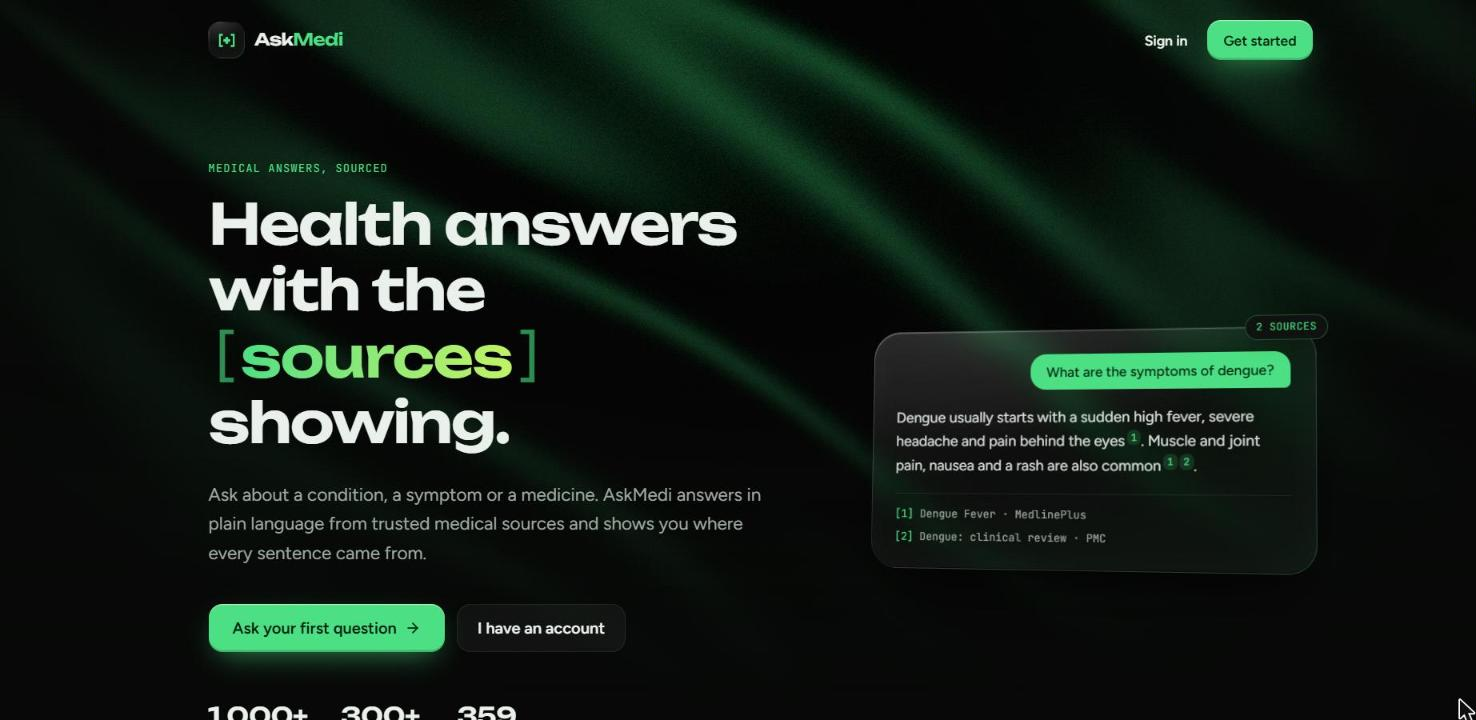 [+] AskMedi
Sign in
Get started
MEDICAL ANSWERS, SOURCED
Health answers
with the
[sources]
showing.
Ask about a condition, a symptom or a medicine. AskMedi answers in
plain language from trusted medical sources and shows you where
every sentence came from.
Ask your first question →
I have an account
2 SOURCES
What are the symptoms of dengue?
Dengue usually starts with a sudden high fever, severe
headache and pain behind the eyes 1. Muscle and joint
pain, nausea and a rash are also common 1 2.
[1] Dengue Fever · MedlinePlus
[2] Dengue: clinical review · PMC
1000+ 300+ 359